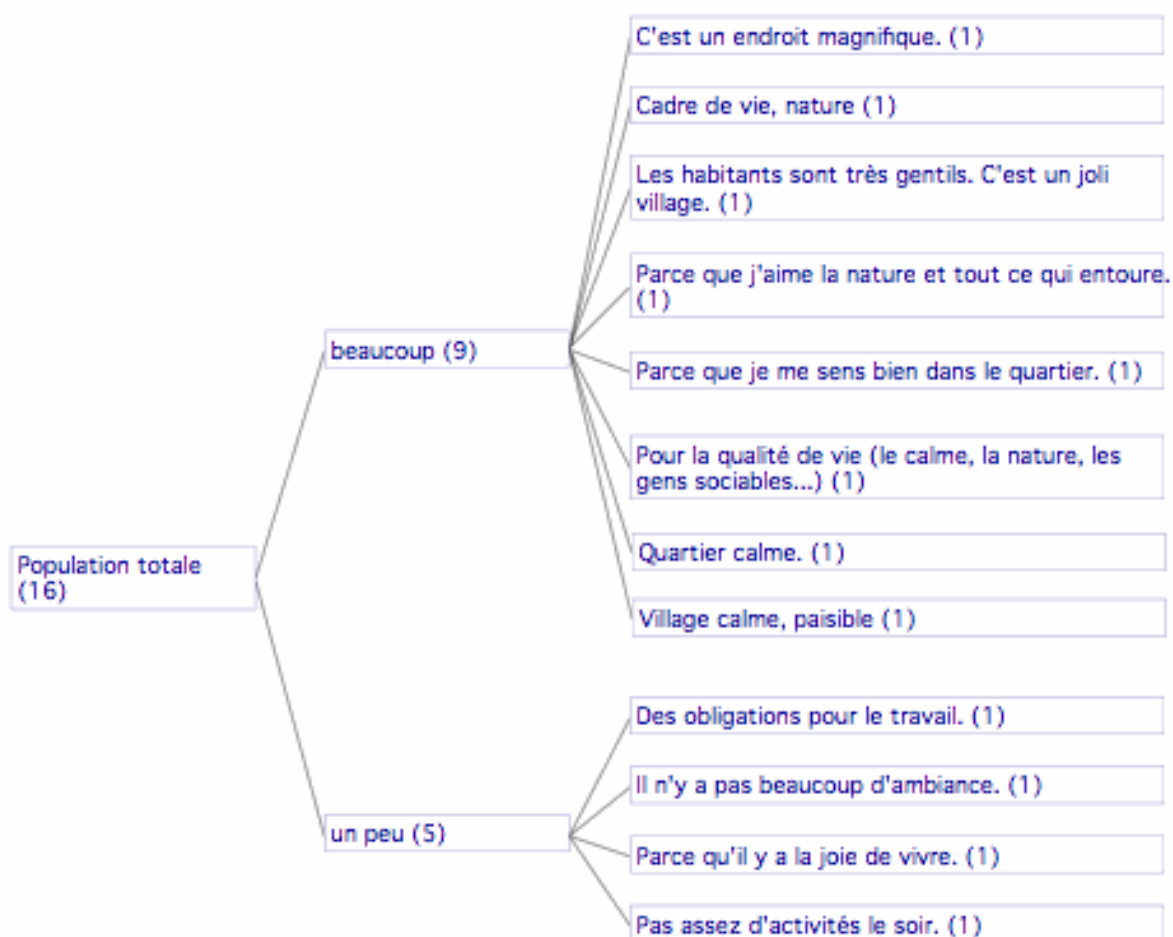 C'est un endroit magnifique. (1)
Cadre de vie, nature (1)
Les habitants sont très gentils. C'est un joli
village. (1)
Parce que j'aime la nature et tout ce qui entoure.
(1)
beaucoup (9)
Parce que je me sens bien dans le quartier. (1)
Pour la qualité de vie (le calme, la nature, les
gens sociables...) (1)
Quartier calme. (1)
Population totale
(16)
Village calme, paisible (1)
Des obligations pour le travail. (1)
Il n'y a pas beaucoup d'ambiance. (1)
un peu (5)
Parce qu'il y a la joie de vivre. (1)
Pas assez d'activités le soir. (1)